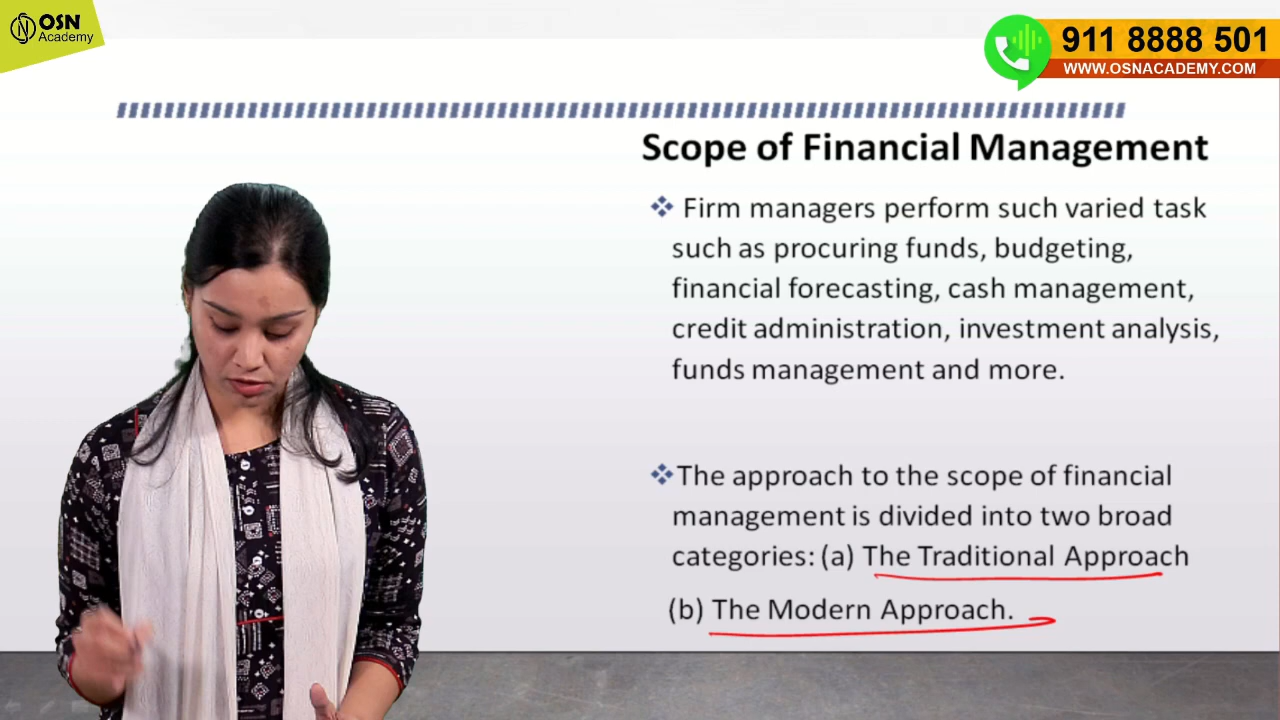 OSN
Academy
911 8888 501
WWW.OSNACADEMY.COM
Scope of Financial Management
Firm managers perform such varied task
such as procuring funds, budgeting,
financial forecasting, cash management,
credit administration, investment analysis,
funds management and more.
The approach to the scope of financial
management is divided into two broad
categories: (a) The Traditional Approach
(b) The Modern Approach.